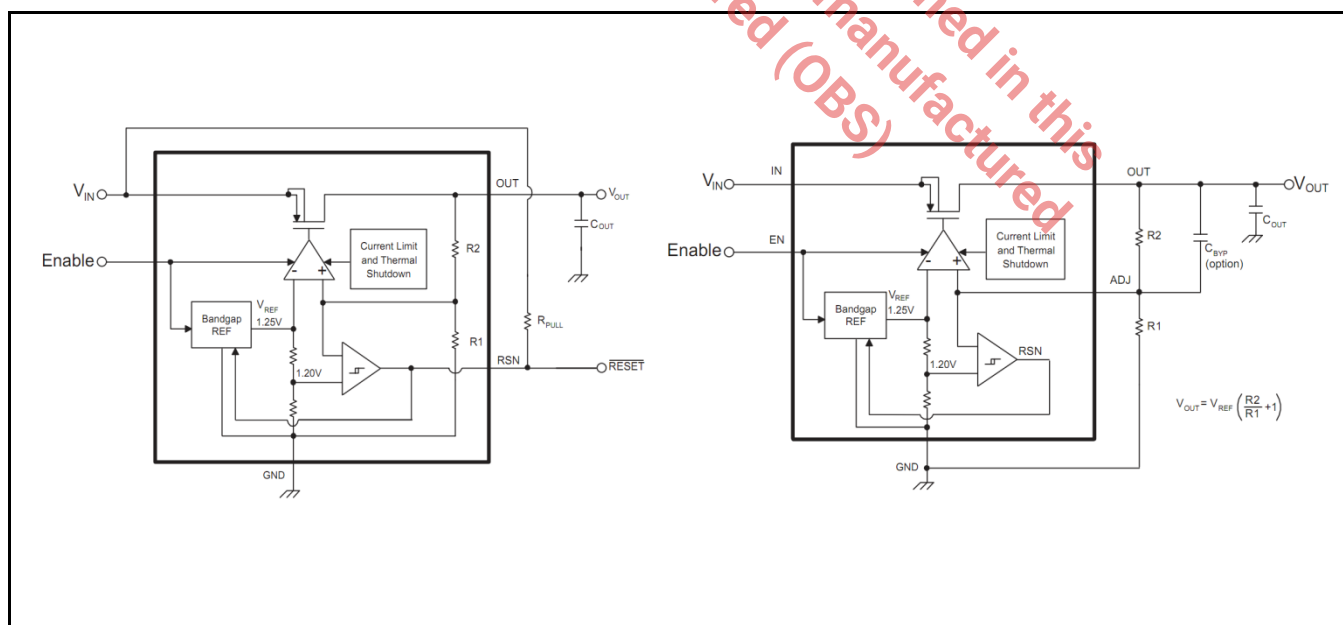 ned in this
manufactured
red (OBS)
VIN
Enable
OUT
VOUT
COUT
R2
Current Limit
and Thermal
Shutdown
-
+
VREF
1.25V
Bandgap
REF
R1
RPULL
1.20V
RSN
RESET
GND
VIN
IN
OUT
VOUT
COUT
R2
CBYP
(option)
Enable
EN
Current Limit
and Thermal
Shutdown
-
+
ADJ
VREF
1.25V
Bandgap
REF
R1
RSN
1.20V
VOUT = VREF (R2/R1 +1)
GND